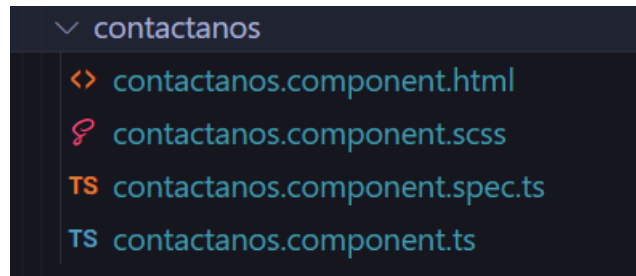 contactanos
<> contactanos.component.html
contactanos.component.scss
TS contactanos.component.spec.ts
TS contactanos.component.ts